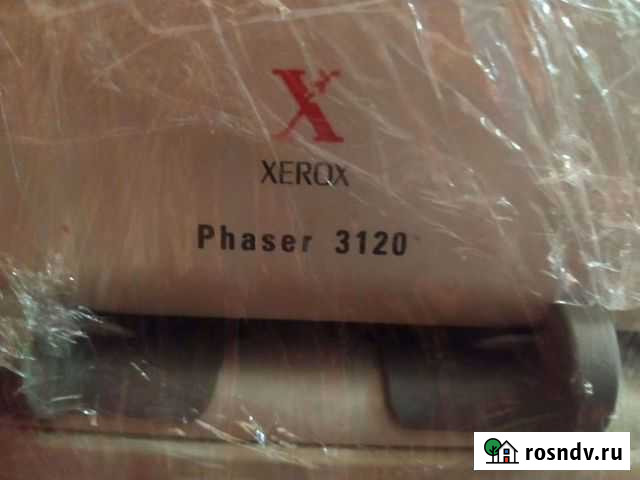 X
XEROX
Phaser 3120
rosndv.ru